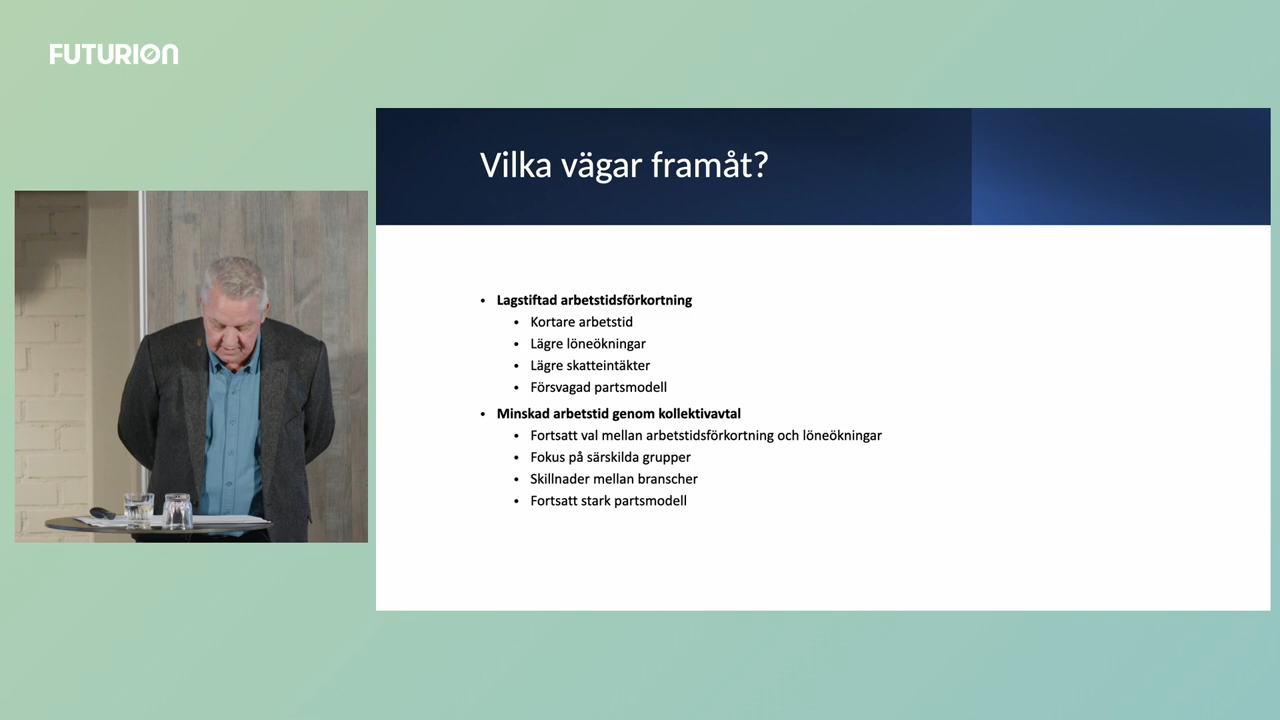 FUTURION
Vilka vägar framåt?
• Lagstiftad arbetstidsförkortning
• Kortare arbetstid
• Lägre löneökningar
• Lägre skatteintäkter
• Försvagad partsmodell
• Minskad arbetstid genom kollektivavtal
• Fortsatt val mellan arbetstidsförkortning och löneökningar
• Fokus på särskilda grupper
• Skillnader mellan branscher
• Fortsatt stark partsmodell